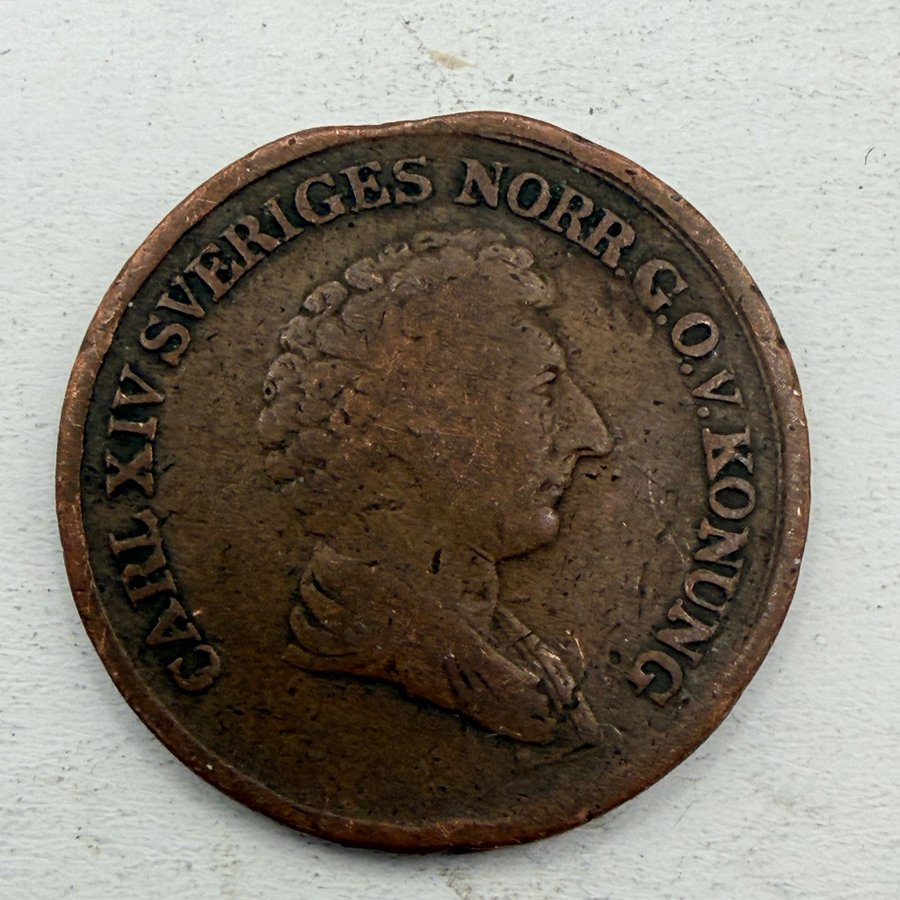 CARL XIV SVERIGES NORR. G. O. V. KONUNG